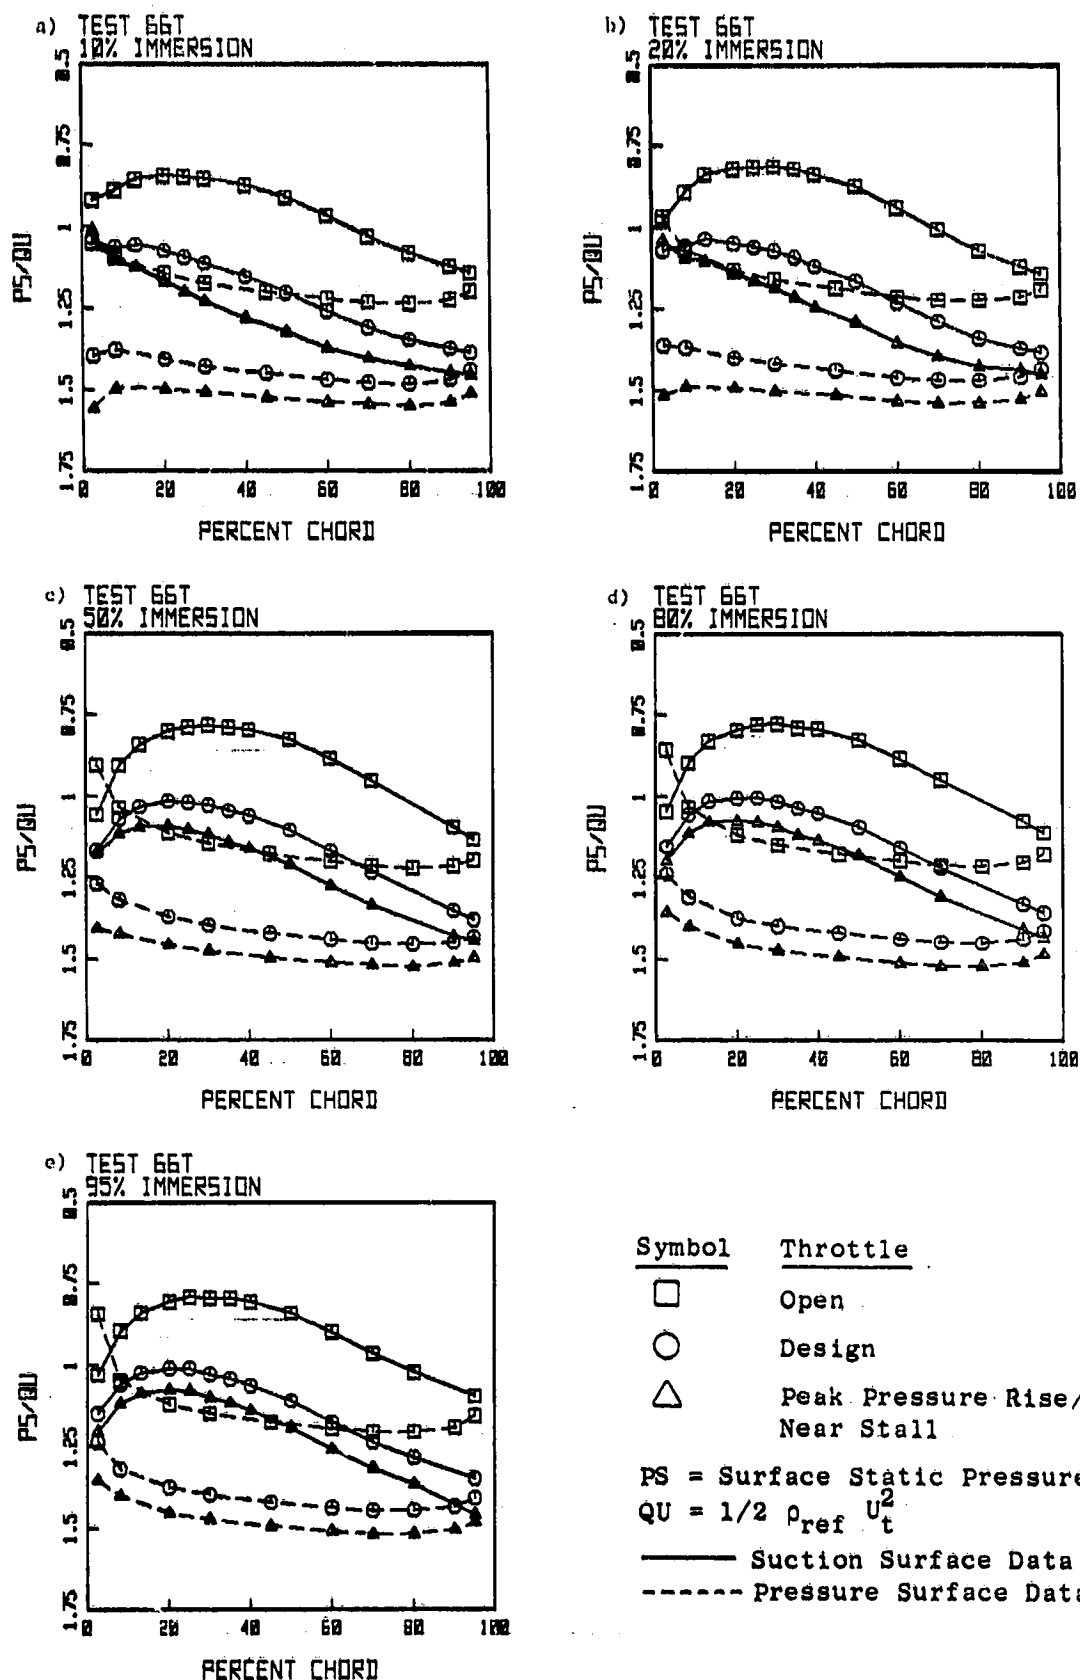 a) TEST 66T
10% IMMERSION
0.5
0.75
1
1.25
1.5
1.75
PS/QU
0 20 40 60 80 100
PERCENT CHORD
b) TEST 66T
20% IMMERSION
0.5
0.75
1
1.25
1.5
1.75
PS/QU
0 20 40 60 80 100
PERCENT CHORD
c) TEST 66T
50% IMMERSION
0.5
0.75
1
1.25
1.5
1.75
PS/QU
0 20 40 60 80 100
PERCENT CHORD
d) TEST 66T
80% IMMERSION
0.5
0.75
1
1.25
1.5
1.75
PS/QU
0 20 40 60 80 100
PERCENT CHORD
e) TEST 66T
95% IMMERSION
0.5
0.75
1
1.25
1.5
1.75
PS/QU
0 20 40 60 80 100
PERCENT CHORD
Symbol Throttle
Open
Design
Peak Pressure Rise/
Near Stall
PS = Surface Static Pressure
QU = 1/2 ρref Ut²
Suction Surface Data
Pressure Surface Data